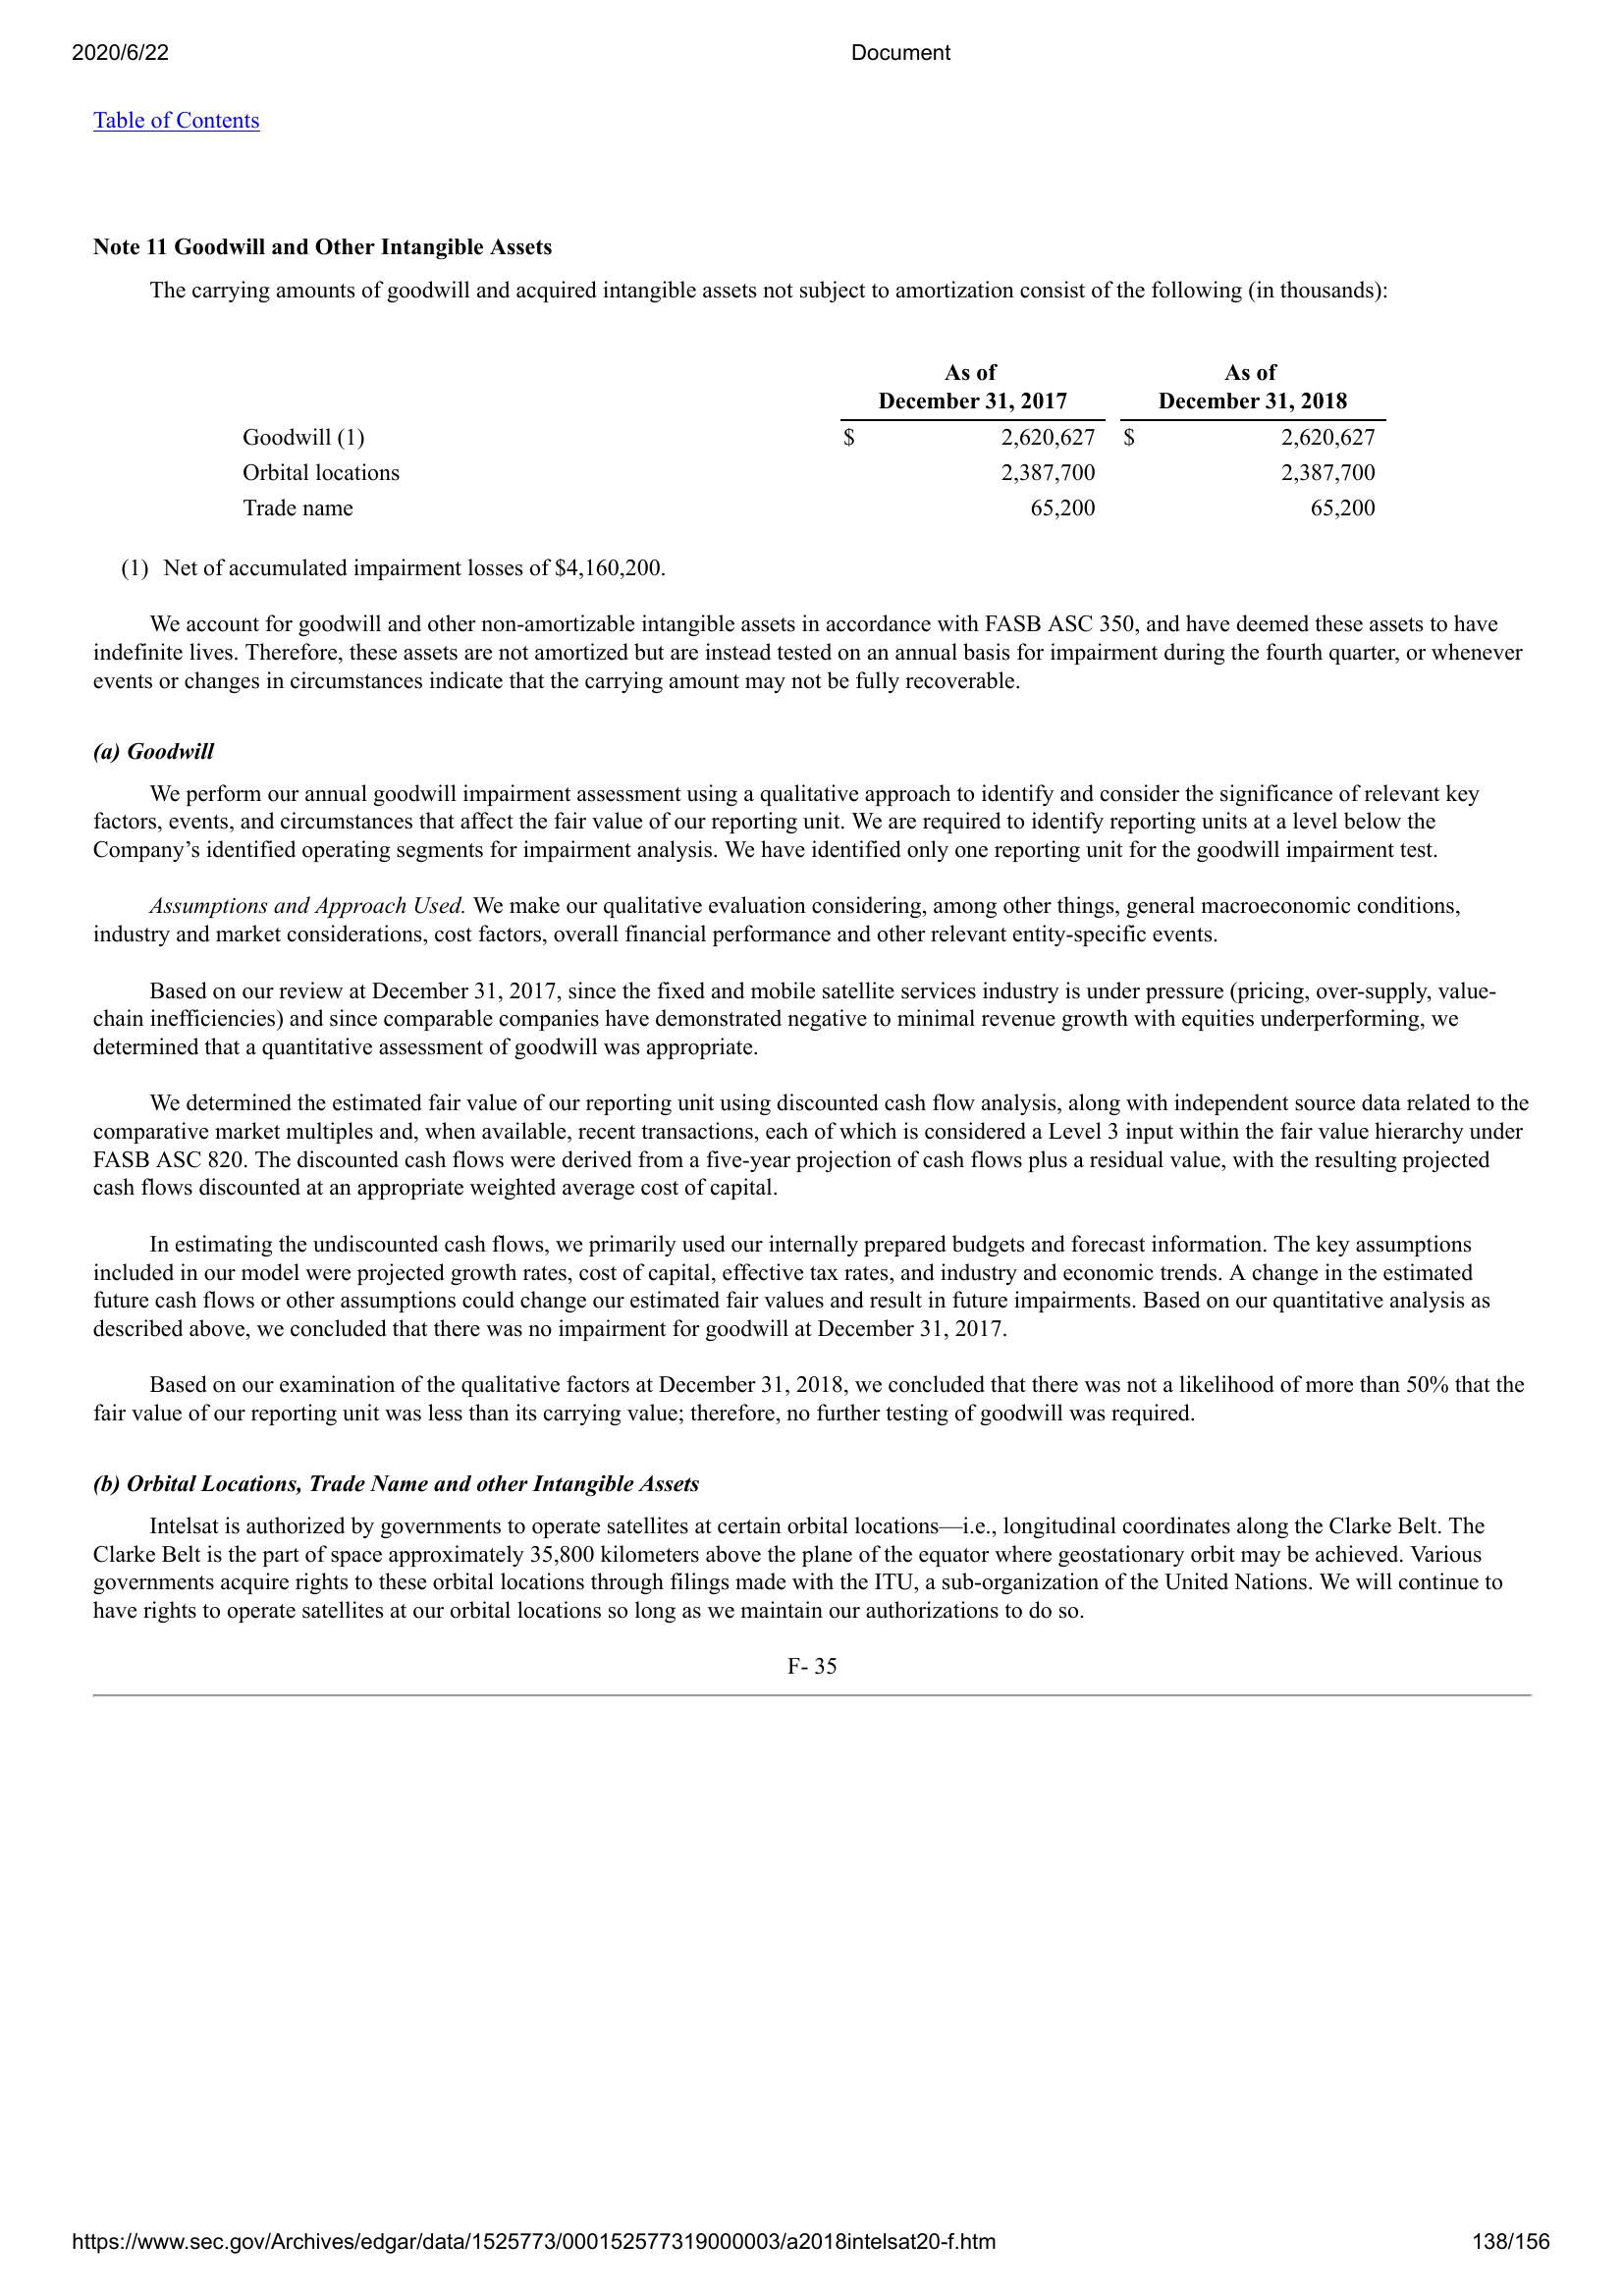 2020/6/22 Document
Table of Contents
Note 11 Goodwill and Other Intangible Assets
The carrying amounts of goodwill and acquired intangible assets not subject to amortization consist of the following (in thousands):
As of As of
December 31, 2017 December 31, 2018
Goodwill (1) $ 2,620,627 $ 2,620,627
Orbital locations 2,387,700 2,387,700
Trade name 65,200 65,200
(1) Net of accumulated impairment losses of $4,160,200.
We account for goodwill and other non-amortizable intangible assets in accordance with FASB ASC 350, and have deemed these assets to have
indefinite lives. Therefore, these assets are not amortized but are instead tested on an annual basis for impairment during the fourth quarter, or whenever
events or changes in circumstances indicate that the carrying amount may not be fully recoverable.
(a) Goodwill
We perform our annual goodwill impairment assessment using a qualitative approach to identify and consider the significance of relevant key
factors, events, and circumstances that affect the fair value of our reporting unit. We are required to identify reporting units at a level below the
Company’s identified operating segments for impairment analysis. We have identified only one reporting unit for the goodwill impairment test.
Assumptions and Approach Used. We make our qualitative evaluation considering, among other things, general macroeconomic conditions,
industry and market considerations, cost factors, overall financial performance and other relevant entity-specific events.
Based on our review at December 31, 2017, since the fixed and mobile satellite services industry is under pressure (pricing, over-supply, value-
chain inefficiencies) and since comparable companies have demonstrated negative to minimal revenue growth with equities underperforming, we
determined that a quantitative assessment of goodwill was appropriate.
We determined the estimated fair value of our reporting unit using discounted cash flow analysis, along with independent source data related to the
comparative market multiples and, when available, recent transactions, each of which is considered a Level 3 input within the fair value hierarchy under
FASB ASC 820. The discounted cash flows were derived from a five-year projection of cash flows plus a residual value, with the resulting projected
cash flows discounted at an appropriate weighted average cost of capital.
In estimating the undiscounted cash flows, we primarily used our internally prepared budgets and forecast information. The key assumptions
included in our model were projected growth rates, cost of capital, effective tax rates, and industry and economic trends. A change in the estimated
future cash flows or other assumptions could change our estimated fair values and result in future impairments. Based on our quantitative analysis as
described above, we concluded that there was no impairment for goodwill at December 31, 2017.
Based on our examination of the qualitative factors at December 31, 2018, we concluded that there was not a likelihood of more than 50% that the
fair value of our reporting unit was less than its carrying value; therefore, no further testing of goodwill was required.
(b) Orbital Locations, Trade Name and other Intangible Assets
Intelsat is authorized by governments to operate satellites at certain orbital locations—i.e., longitudinal coordinates along the Clarke Belt. The
Clarke Belt is the part of space approximately 35,800 kilometers above the plane of the equator where geostationary orbit may be achieved. Various
governments acquire rights to these orbital locations through filings made with the ITU, a sub-organization of the United Nations. We will continue to
have rights to operate satellites at our orbital locations so long as we maintain our authorizations to do so.
F- 35
https://www.sec.gov/Archives/edgar/data/1525773/000152577319000003/a2018intelsat20-f.htm 138/156